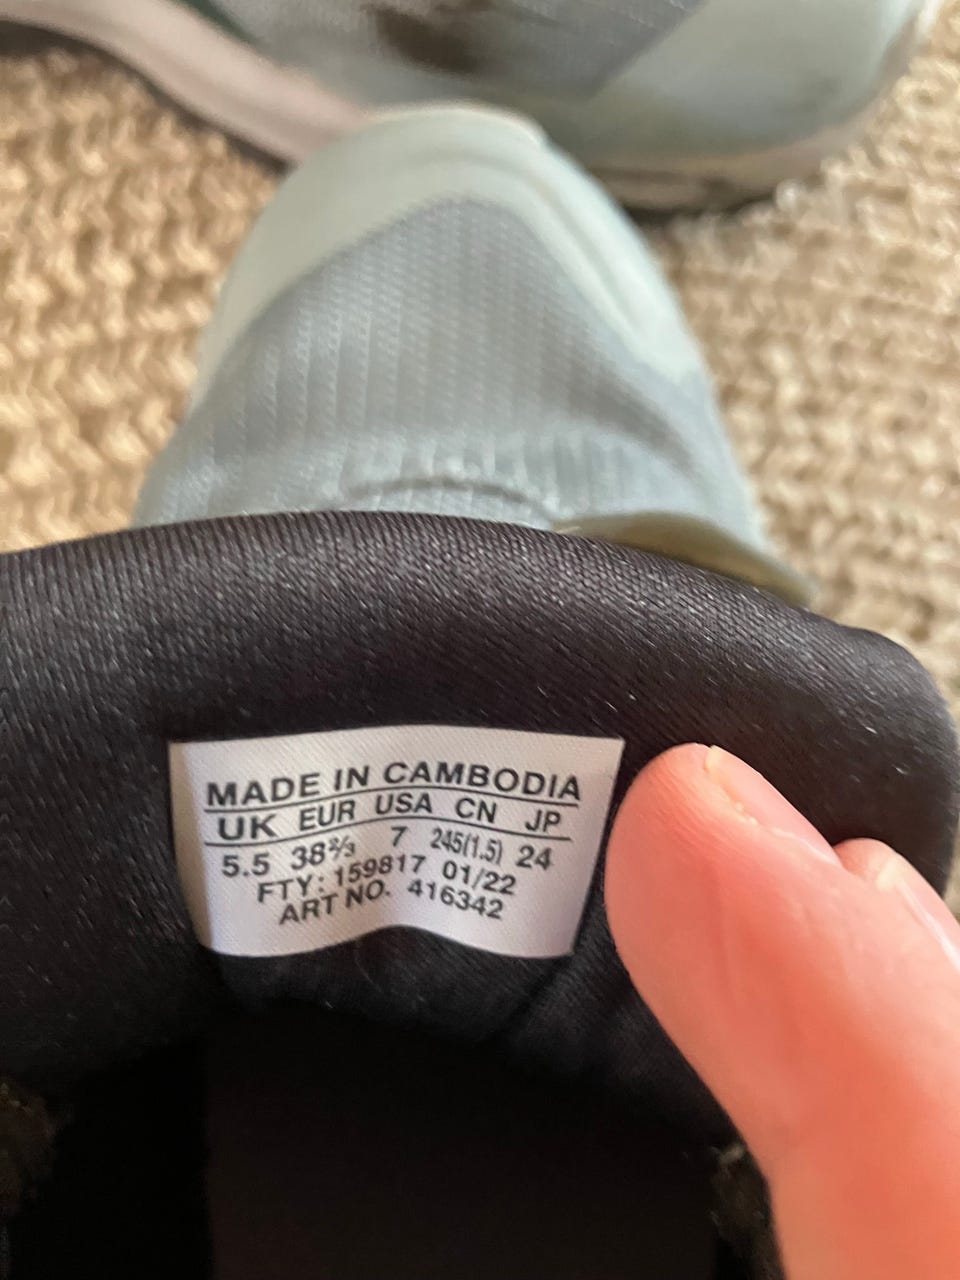 MADE IN CAMBODIA
UK EUR USA CN JP
5.5 38⅔ 7 245(1.5) 24
FTY: 159817 01/22
ART NO. 416342